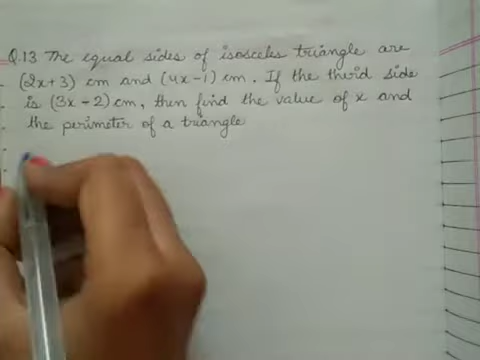 Q.13 The equal sides of isosceles triangle are
(2x+3) cm and (4x-1) cm. If the third side
is (3x-2) cm, then find the value of x and
the perimeter of a triangle